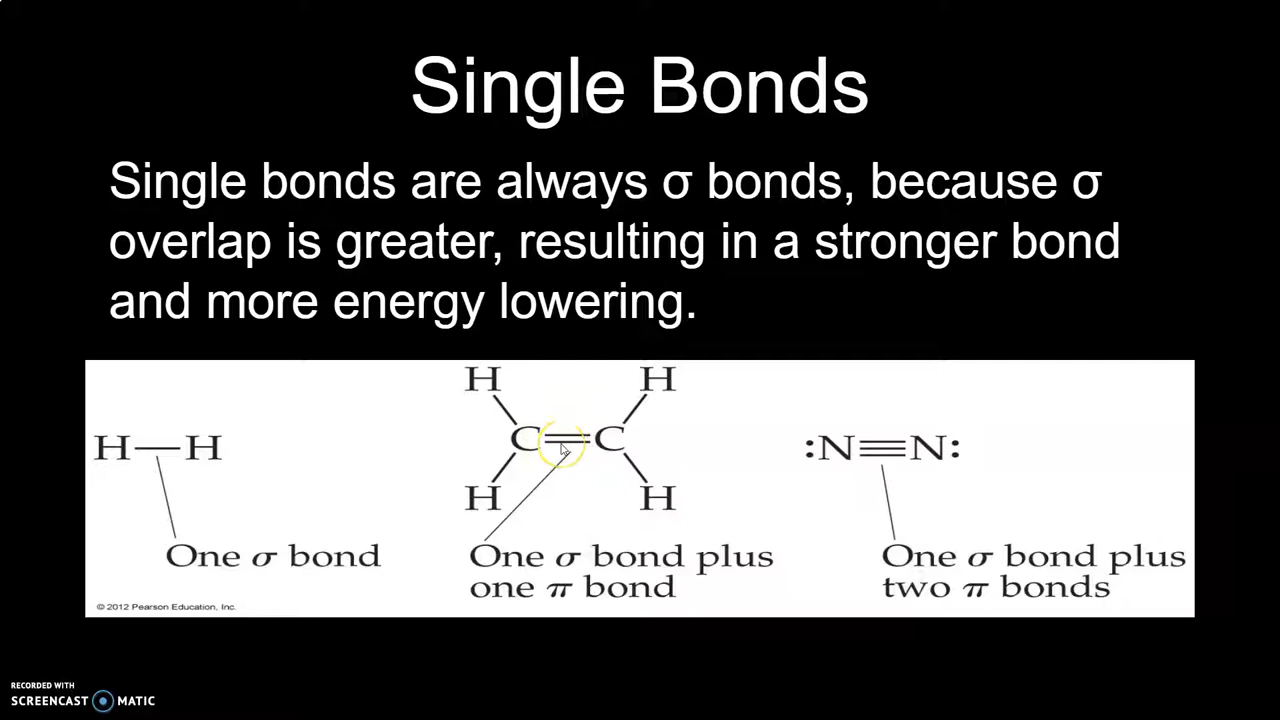 Single Bonds
Single bonds are always σ bonds, because σ
overlap is greater, resulting in a stronger bond
and more energy lowering.
H H
H—H
C=C
:N≡N:
H H
One σ bond
One σ bond plus
one π bond
One σ bond plus
two π bonds
© 2012 Pearson Education, Inc.
RECORDED WITH
SCREENCAST MATIC